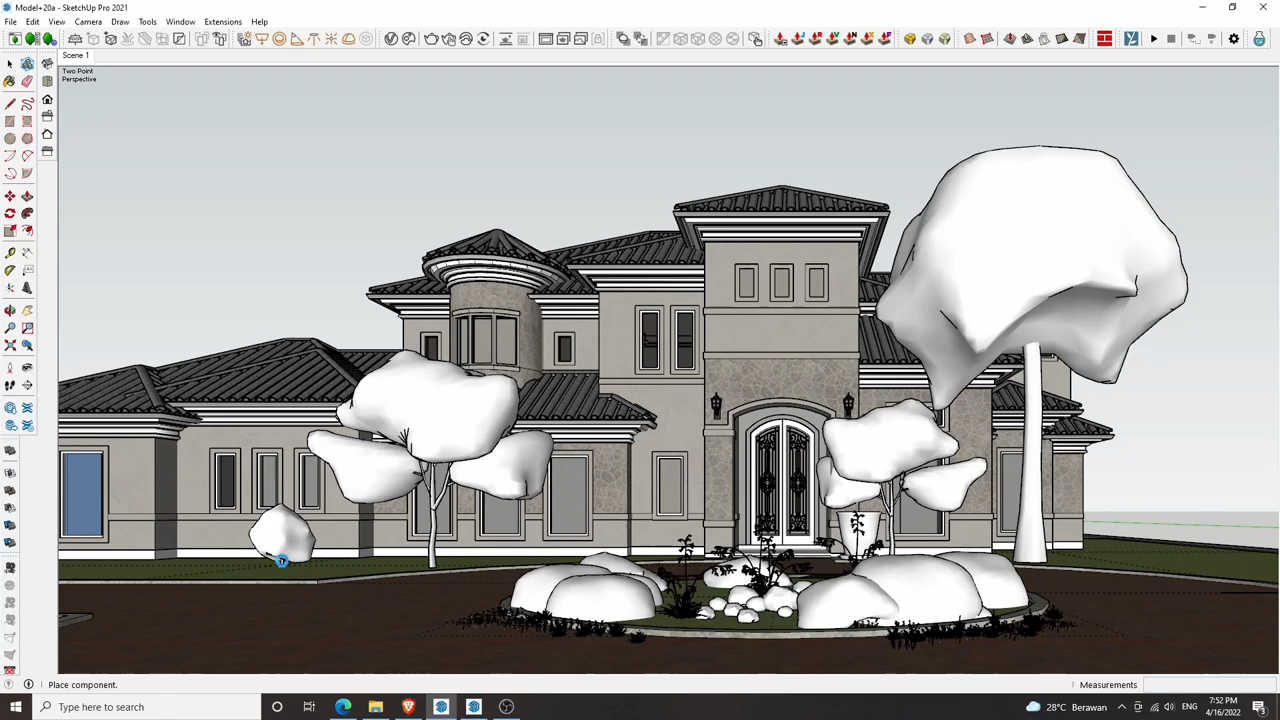 Model+20a - SketchUp Pro 2021
File Edit View Camera Draw Tools Window Extensions Help
Scene 1
Two Point
Perspective
Place component.
Measurements
Type here to search
28°C Berawan
ENG
7:52 PM
4/16/2022